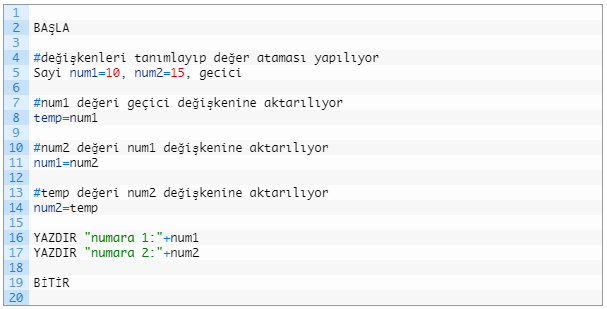 1
2 BAŞLA
3
4 #değişkenleri tanımlayıp değer ataması yapılıyor
5 Sayi num1=10, num2=15, gecici
6
7 #num1 değeri geçici değişkenine aktarılıyor
8 temp=num1
9
10 #num2 değeri num1 değişkenine aktarılıyor
11 num1=num2
12
13 #temp değeri num2 değişkenine aktarılıyor
14 num2=temp
15
16 YAZDIR "numara 1:"+num1
17 YAZDIR "numara 2:"+num2
18
19 BİTİR
20